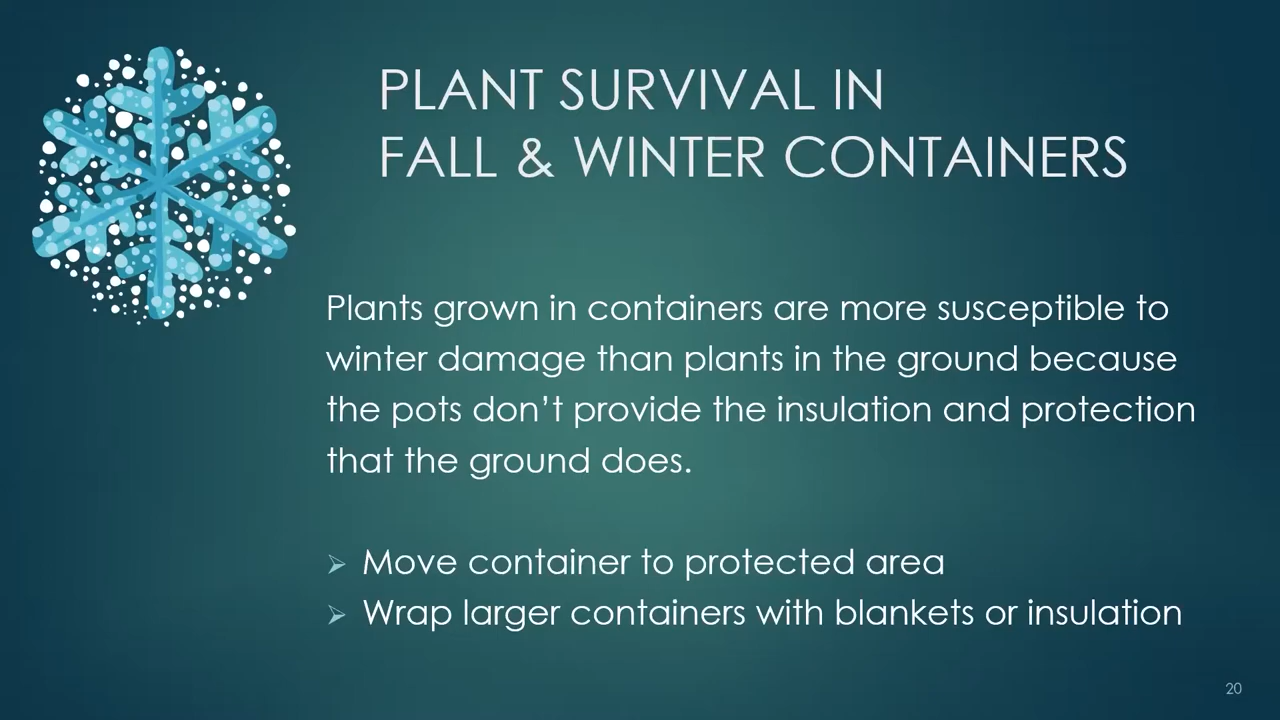 PLANT SURVIVAL IN
FALL & WINTER CONTAINERS
Plants grown in containers are more susceptible to
winter damage than plants in the ground because
the pots don’t provide the insulation and protection
that the ground does.
➢ Move container to protected area
➢ Wrap larger containers with blankets or insulation
20